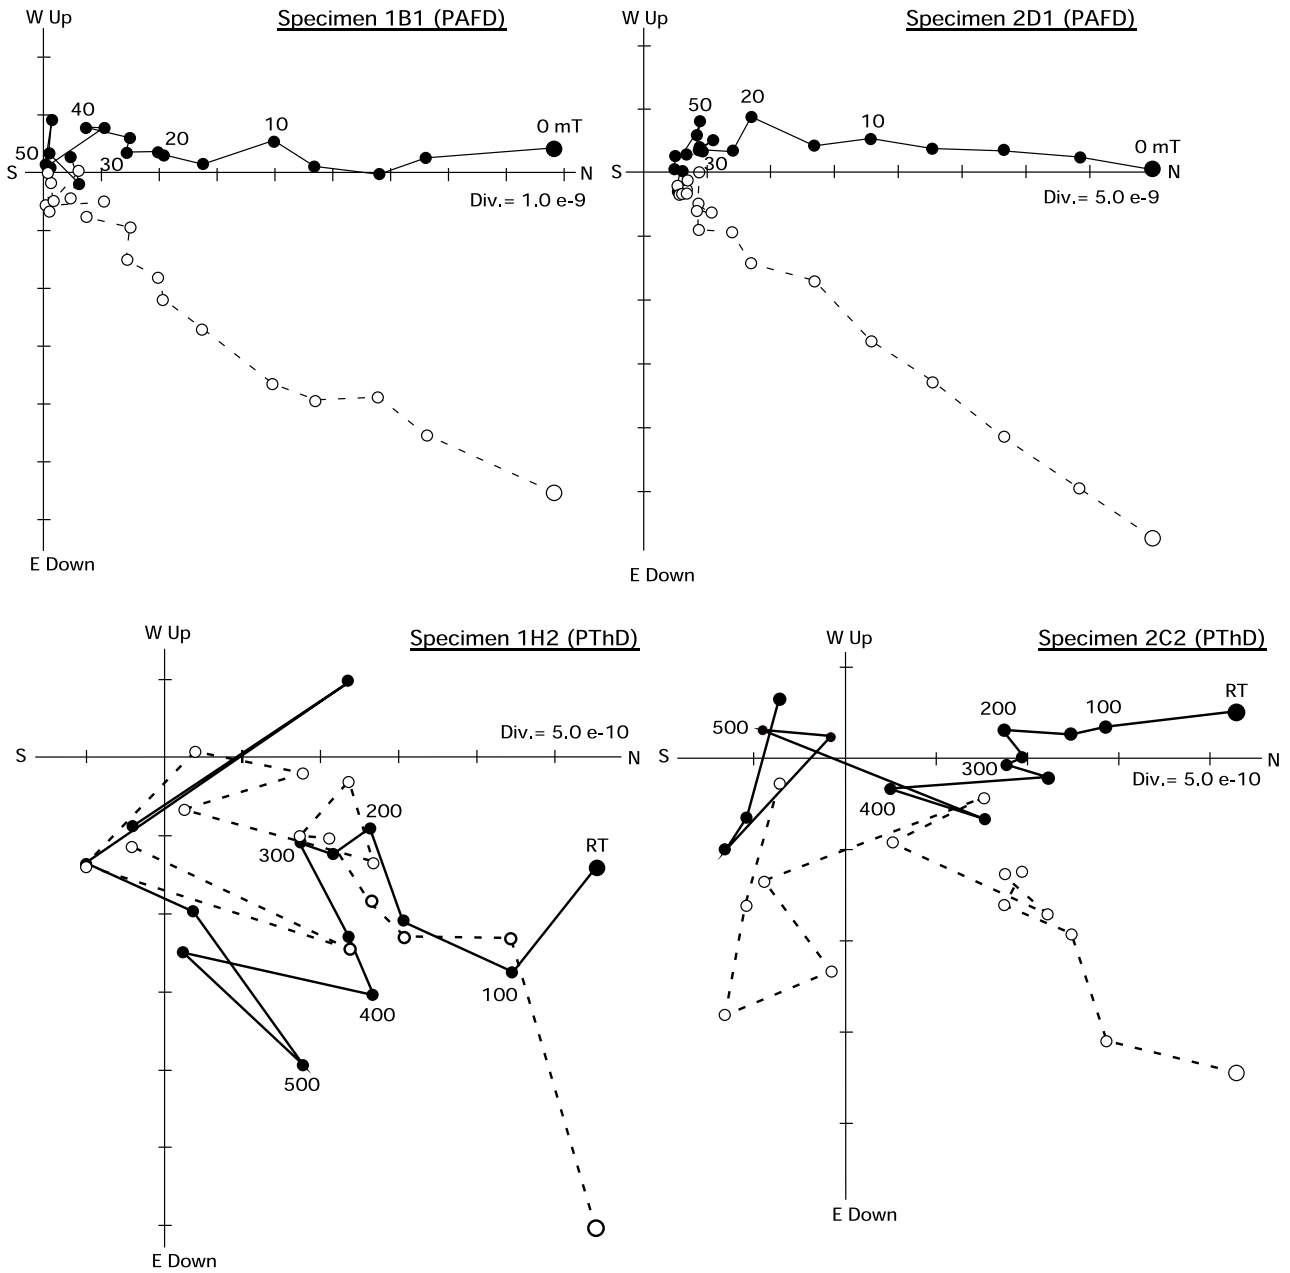 W Up
Specimen 1B1 (PAFD)
40
0 mT
10
20
50
30
S
N
Div.= 1.0 e-9
E Down
W Up
Specimen 2D1 (PAFD)
20
50
10
0 mT
30
S
N
Div.= 5.0 e-9
E Down
W Up
Specimen 1H2 (PThD)
Div.= 5.0 e-10
S
N
200
RT
300
100
400
500
E Down
W Up
Specimen 2C2 (PThD)
RT
200
100
500
S
N
300
Div.= 5.0 e-10
400
E Down